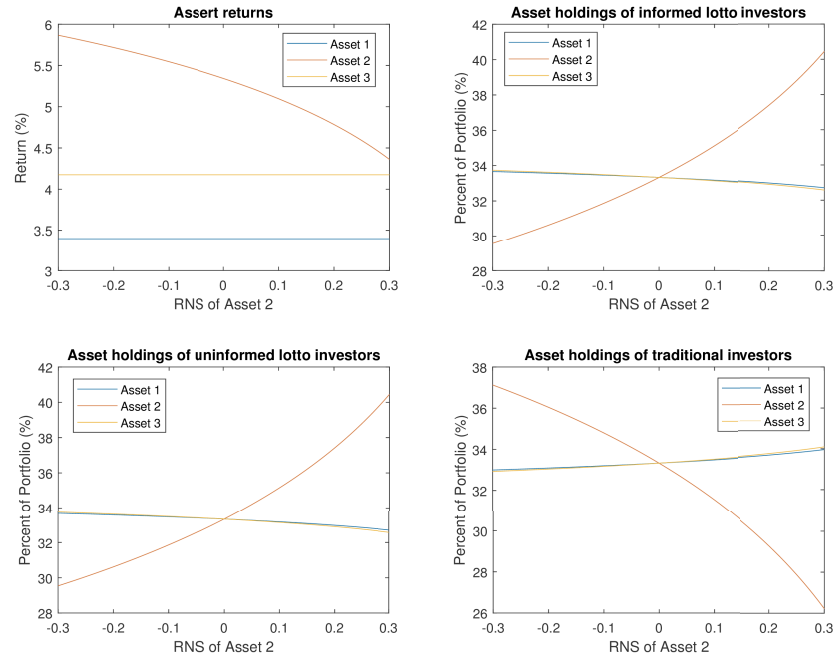 Assert returns
6
5.5
5
4.5
4
3.5
3
Return (%)
-0.3 -0.2 -0.1 0 0.1 0.2 0.3
RNS of Asset 2
Asset 1
Asset 2
Asset 3
Asset holdings of informed lotto investors
42
40
38
36
34
32
30
28
Percent of Portfolio (%)
-0.3 -0.2 -0.1 0 0.1 0.2 0.3
RNS of Asset 2
Asset 1
Asset 2
Asset 3
Asset holdings of uninformed lotto investors
42
40
38
36
34
32
30
28
Percent of Portfolio (%)
-0.3 -0.2 -0.1 0 0.1 0.2 0.3
RNS of Asset 2
Asset 1
Asset 2
Asset 3
Asset holdings of traditional investors
38
36
34
32
30
28
26
Percent of Portfolio (%)
-0.3 -0.2 -0.1 0 0.1 0.2 0.3
RNS of Asset 2
Asset 1
Asset 2
Asset 3